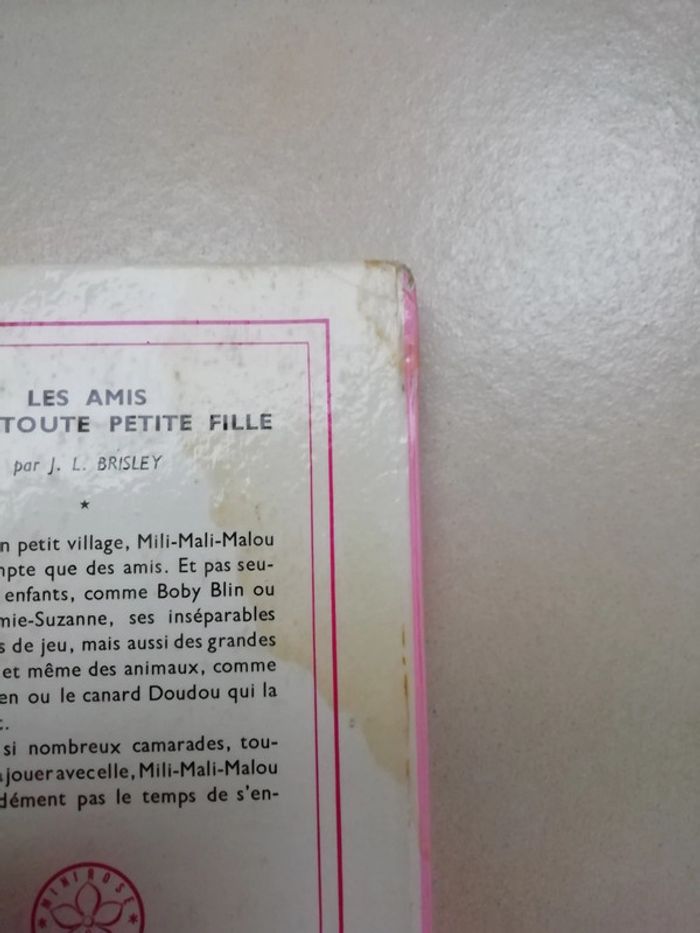 LES AMIS
TOUTE PETITE FILLE
par J. L. BRISLEY
★
n petit village, Mili-Mali-Malou
mpte que des amis. Et pas seu-
enfants, comme Boby Blin ou
mie-Suzanne, ses inséparables
s de jeu, mais aussi des grandes
et même des animaux, comme
en ou le canard Doudou qui la
t.
si nombreux camarades, tou-
à jouer avec elle, Mili-Mali-Malou
dément pas le temps de s'en-
MINIROSE